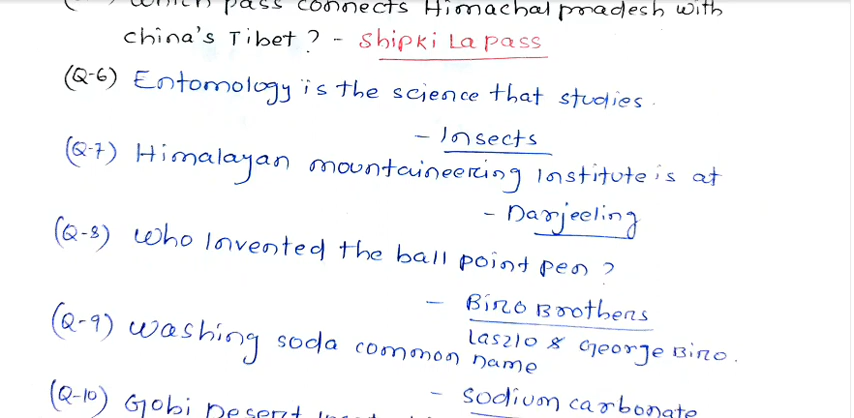 which pass connects Himachal pradesh with
china's Tibet ? - Shipki La pass
(Q-6) Entomology is the science that studies.
- Insects
(Q-7) Himalayan mountaineering Institute is at
- Darjeeling
(Q-8) who Invented the ball point pen ?
- Biro Brothers
Laszlo & George Biro.
(Q-9) washing soda common name
- Sodium carbonate
(Q-10) Gobi Desert